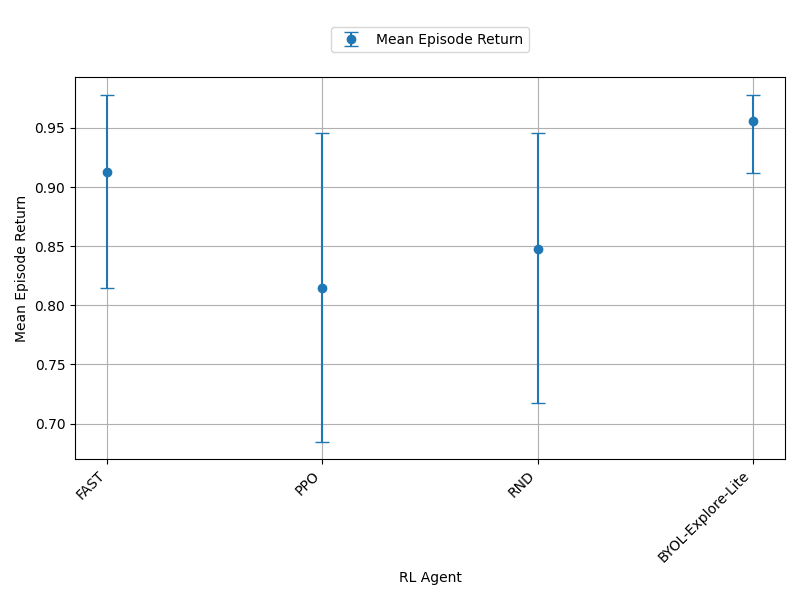 Mean Episode Return
Mean Episode Return
0.95
0.90
0.85
0.80
0.75
0.70
FAST
PPO
RND
BYOL-Explore-Lite
RL Agent